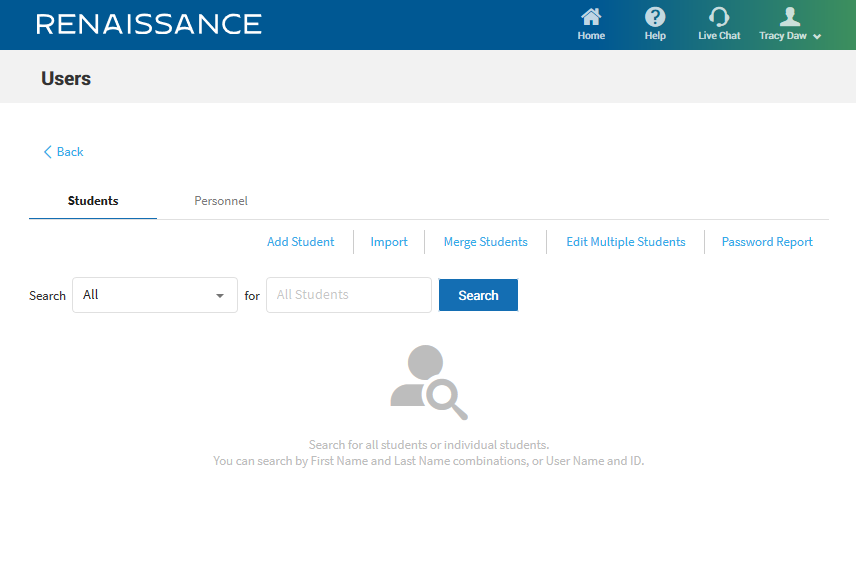 RENAISSANCE
Home Help Live Chat Tracy Daw
Users
Back
Students Personnel
Add Student Import Merge Students Edit Multiple Students Password Report
Search All for All Students Search
Search for all students or individual students.
You can search by First Name and Last Name combinations, or User Name and ID.